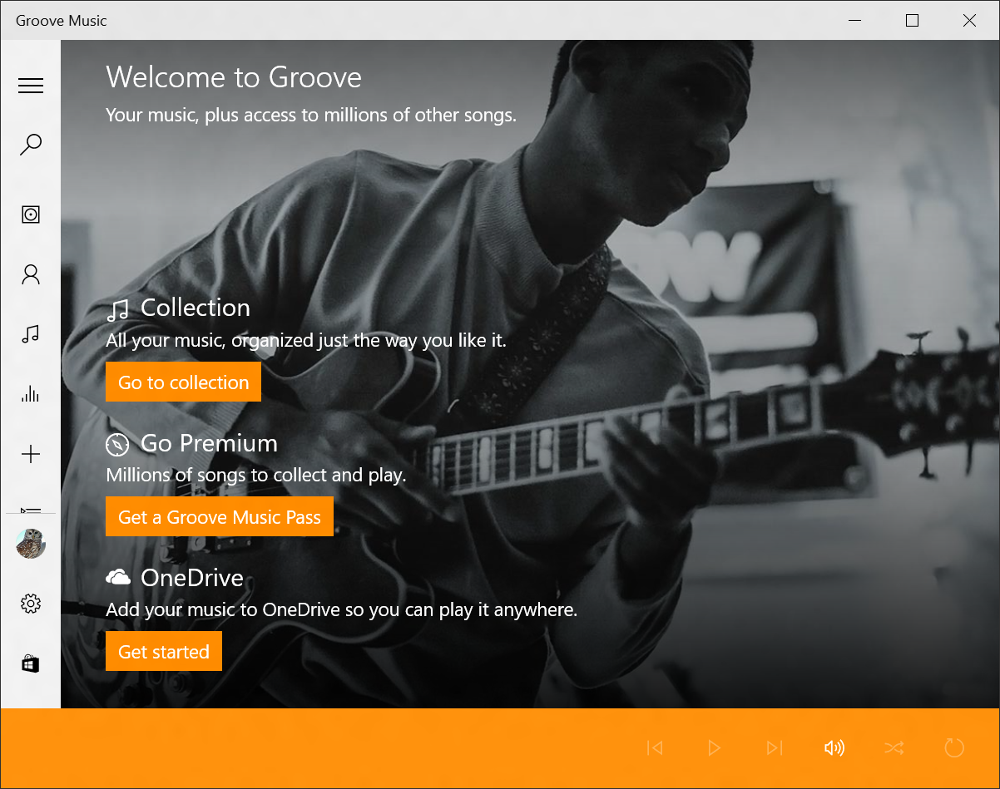 Groove Music
Welcome to Groove
Your music, plus access to millions of other songs.
Collection
All your music, organized just the way you like it.
Go to collection
Go Premium
Millions of songs to collect and play.
Get a Groove Music Pass
OneDrive
Add your music to OneDrive so you can play it anywhere.
Get started